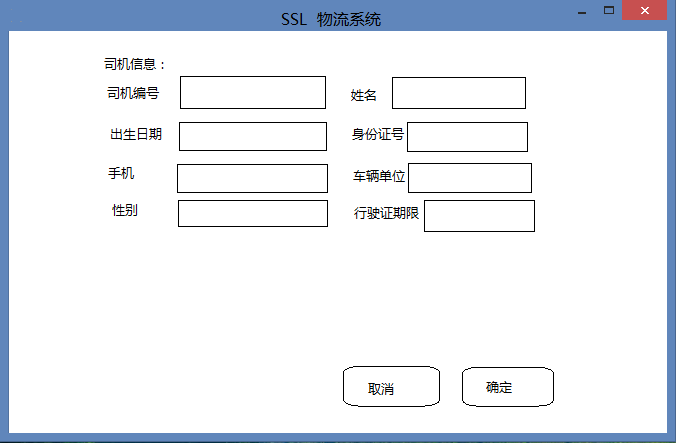 SSL 物流系统
司机信息：
司机编号 姓名
出生日期 身份证号
手机 车辆单位
性别 行驶证期限
取消 确定